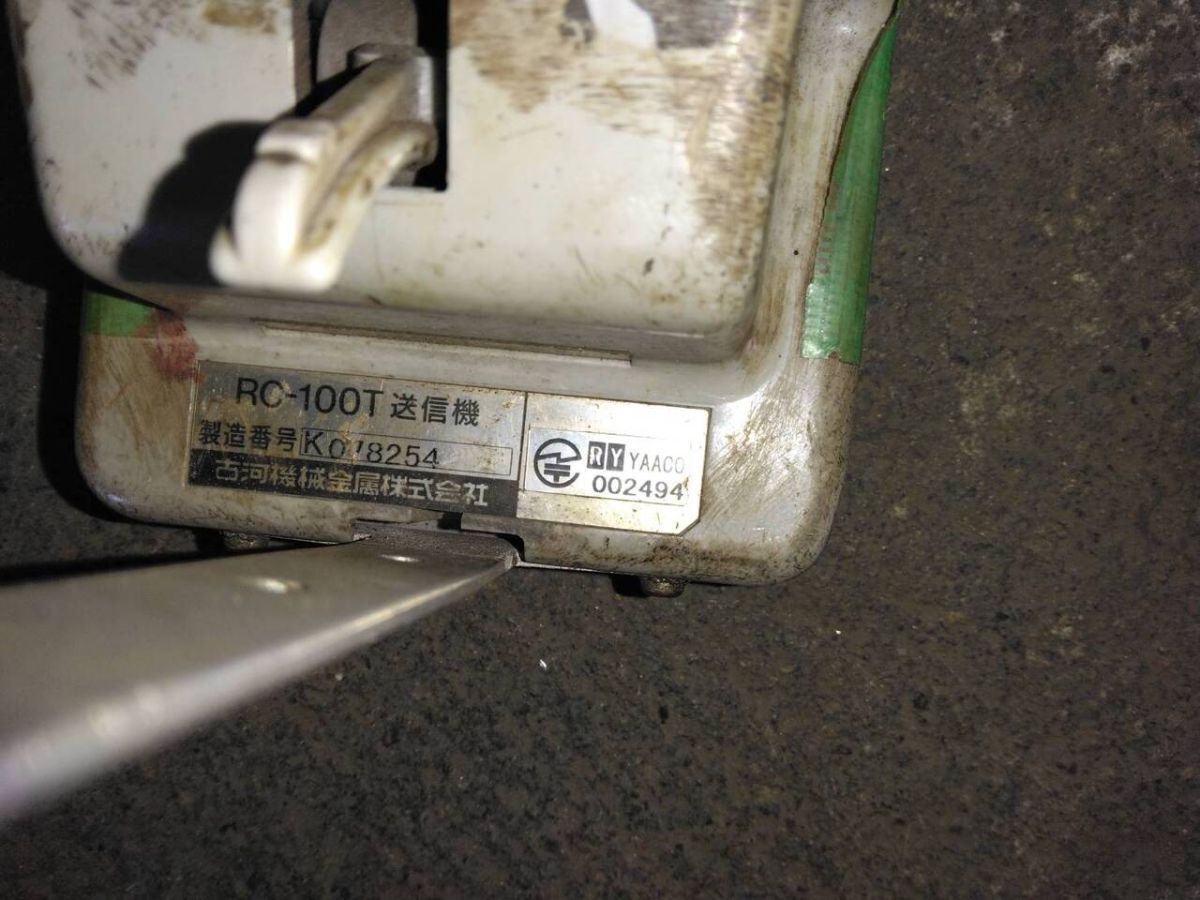 RC-100T 送信機
製造番号 K078254
古河機械金属株式会社
RY YAACO
002494